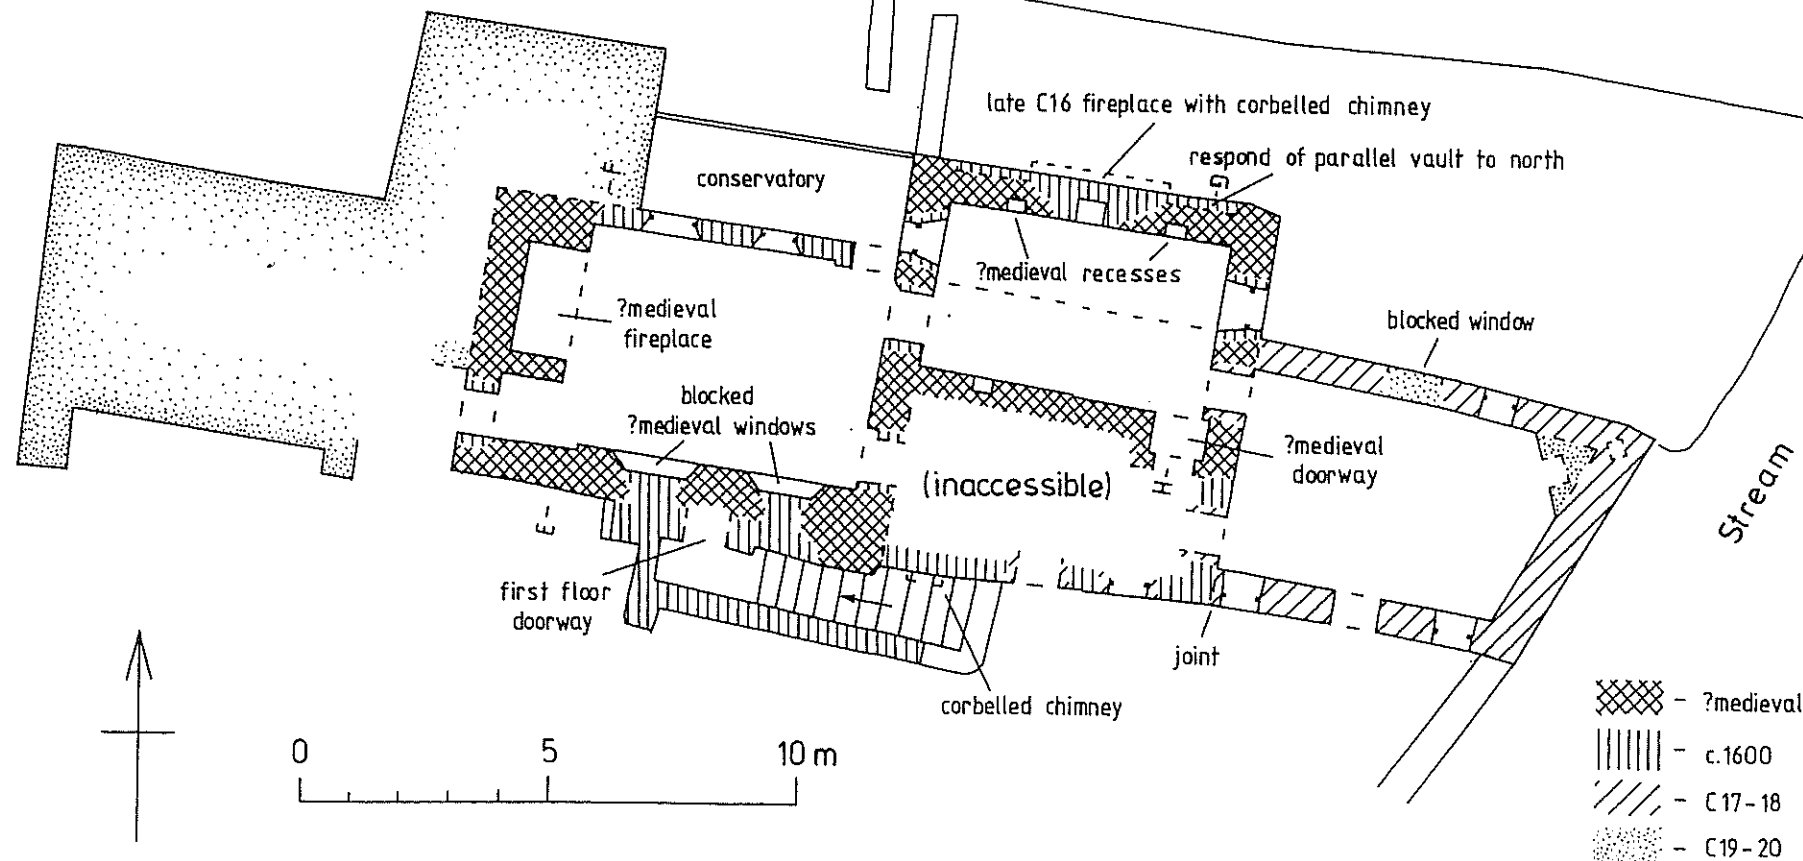 late C16 fireplace with corbelled chimney
respond of parallel vault to north
F
G
conservatory
?medieval recesses
?medieval
fireplace
blocked window
blocked
?medieval windows
?medieval
doorway
(inaccessible)
H
E
Stream
first floor
doorway
joint
corbelled chimney
0 5 10 m
?medieval
c.1600
C17-18
C19-20